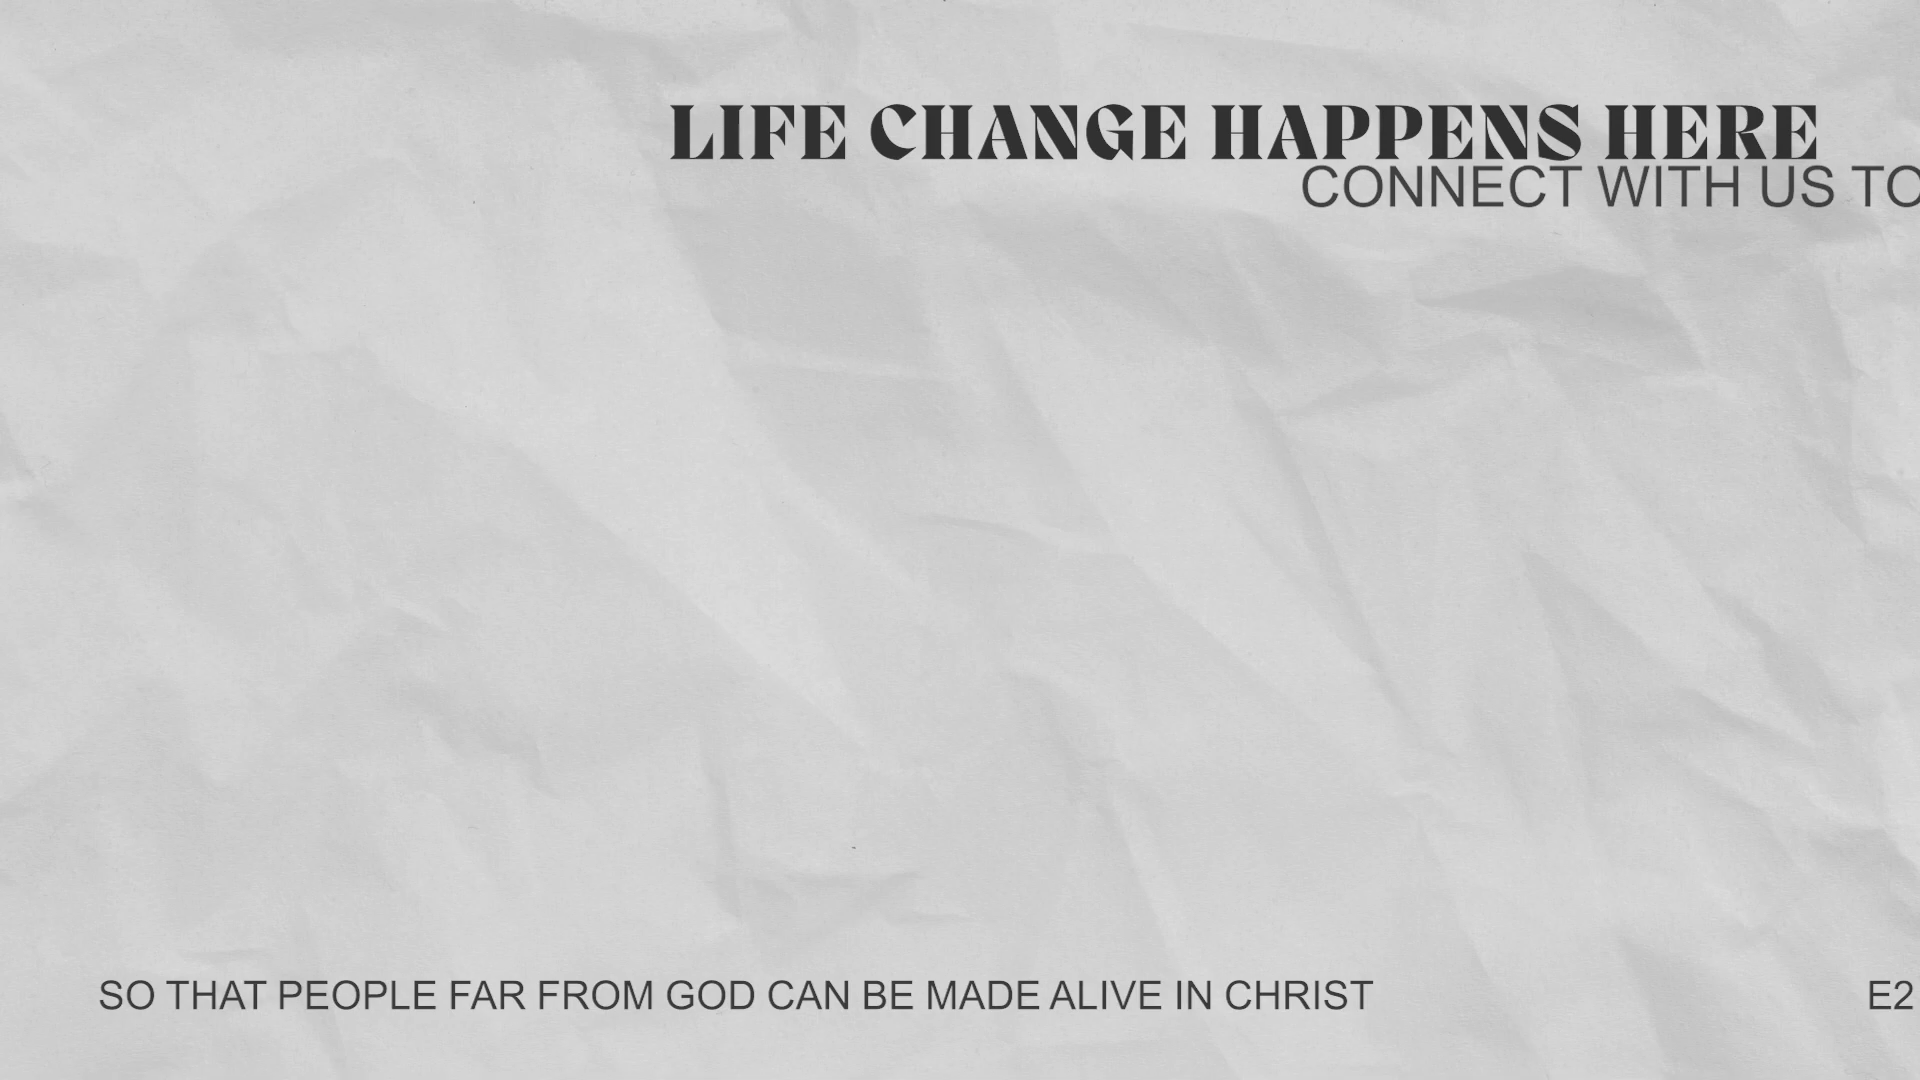 LIFE CHANGE HAPPENS HERE
CONNECT WITH US TO
SO THAT PEOPLE FAR FROM GOD CAN BE MADE ALIVE IN CHRIST
E2